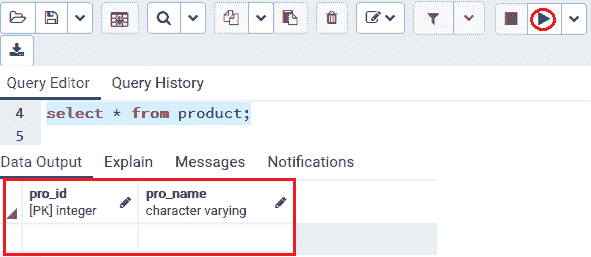 Query Editor Query History
4 select * from product;
5
Data Output Explain Messages Notifications
pro_id pro_name
[PK] integer character varying